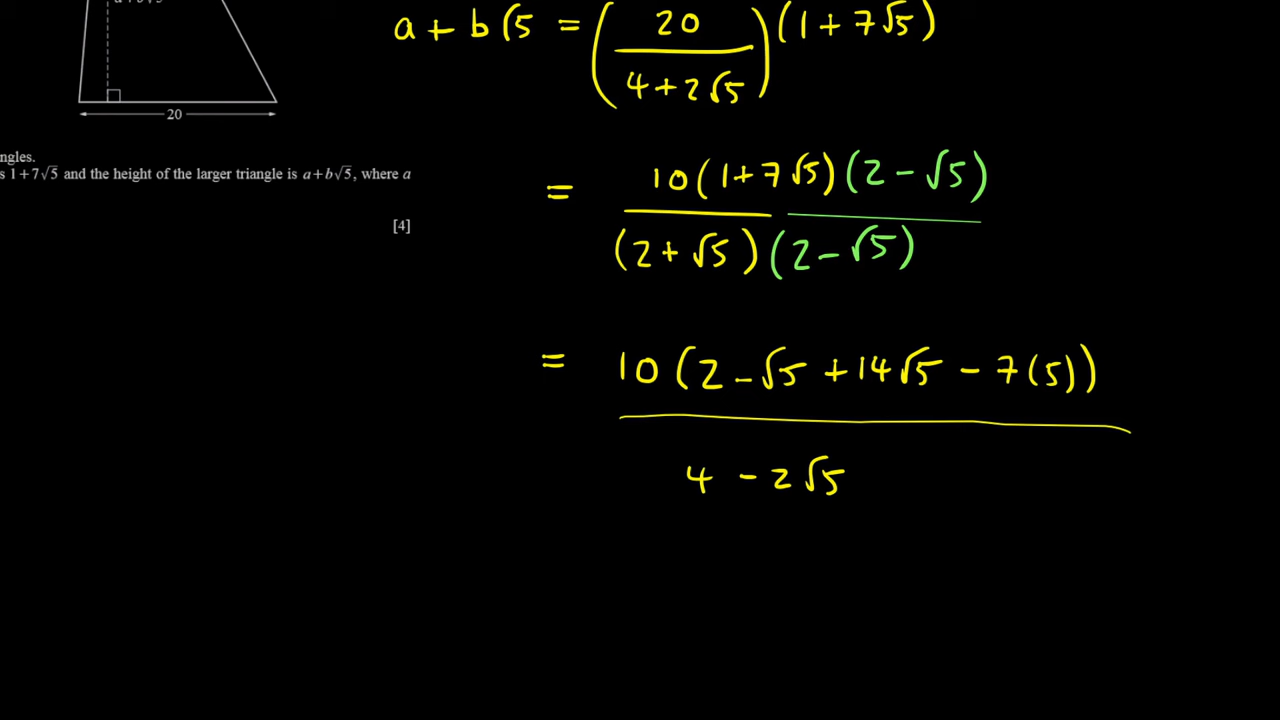 a + b√5 = (20 / (4 + 2√5)) (1 + 7√5)
20
ngles.
s 1 + 7√5 and the height of the larger triangle is a + b√5, where a
[4]
= 10(1 + 7√5)(2 − √5) / (2 + √5)(2 − √5)
= 10(2 − √5 + 14√5 − 7(5)) / 4 − 2√5